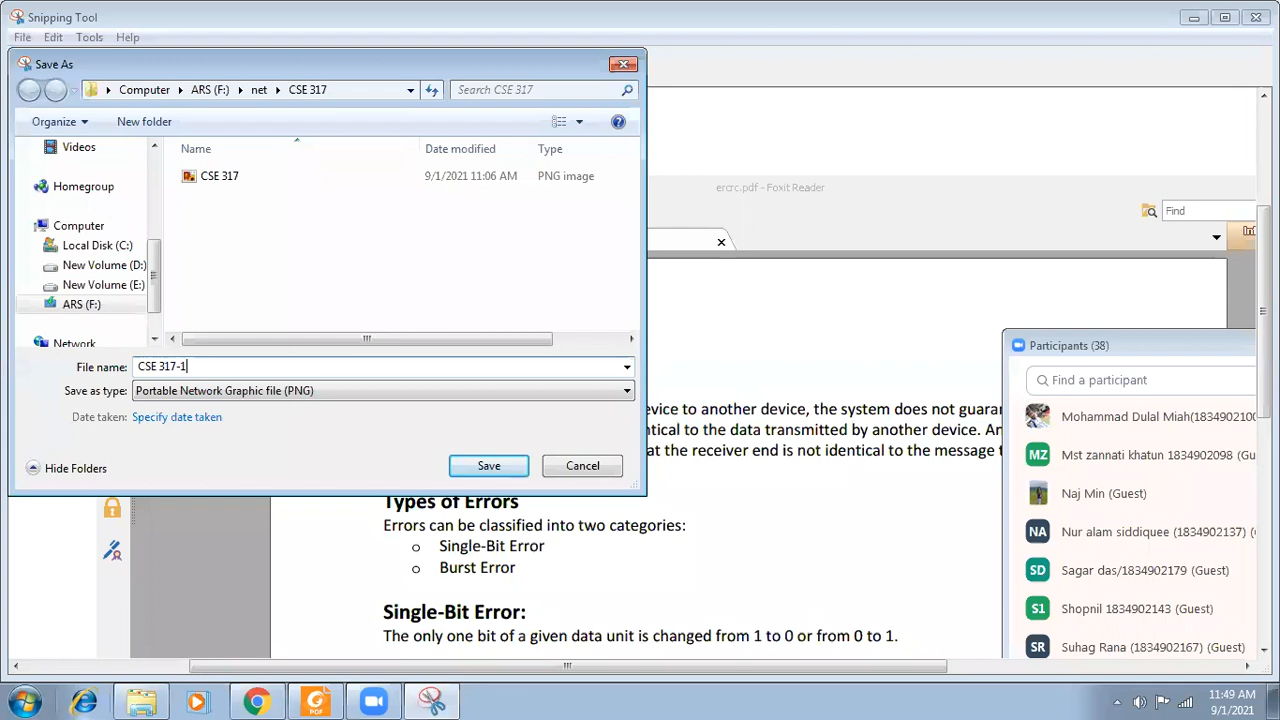 Snipping Tool
File Edit Tools Help
Save As
Computer ARS (F:) net CSE 317
Search CSE 317
Organize New folder
Name Date modified Type
CSE 317 9/1/2021 11:06 AM PNG image
Videos
Homegroup
Computer
Local Disk (C:)
New Volume (D:)
New Volume (E:)
ARS (F:)
Network
File name: CSE 317-1
Save as type: Portable Network Graphic file (PNG)
Date taken: Specify date taken
Hide Folders
Save
Cancel
ercrc.pdf - Foxit Reader
Find
evice to another device, the system does not guarar
ntical to the data transmitted by another device. An
at the receiver end is not identical to the message t
Types of Errors
Errors can be classified into two categories:
o Single-Bit Error
o Burst Error
Single-Bit Error:
The only one bit of a given data unit is changed from 1 to 0 or from 0 to 1.
Participants (38)
Find a participant
Mohammad Dulal Miah(1834902100
MZ Mst zannati khatun 1834902098 (Gu
Naj Min (Guest)
NA Nur alam siddiquee (1834902137) (
SD Sagar das/1834902179 (Guest)
S1 Shopnil 1834902143 (Guest)
SR Suhag Rana (1834902167) (Guest)
PDF
11:49 AM
9/1/2021